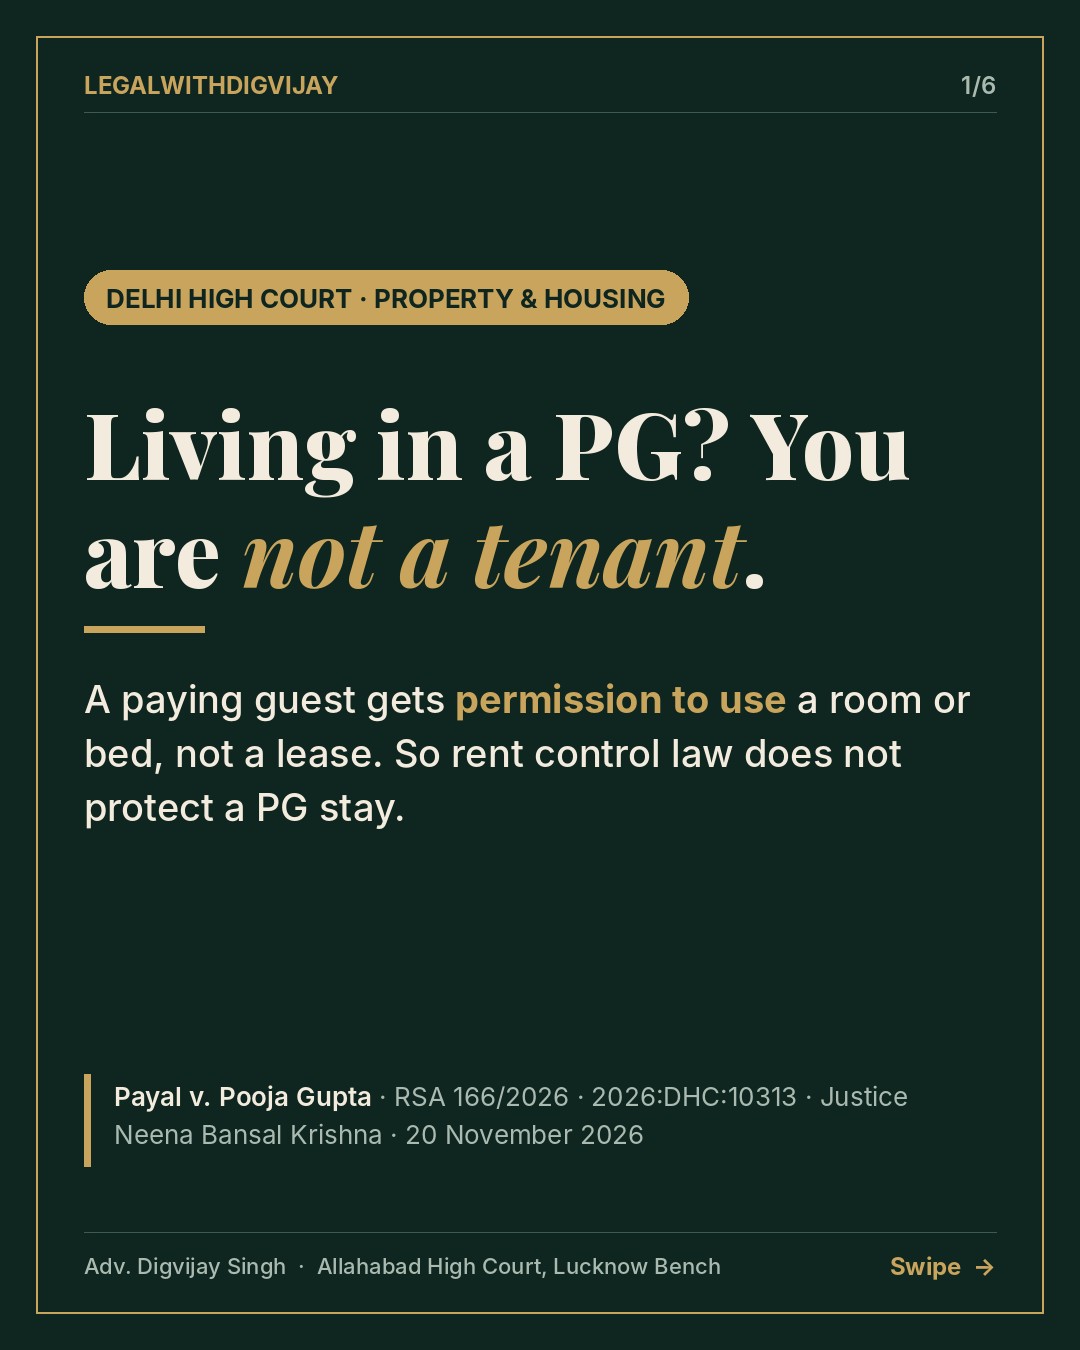 LEGALWITHDIGVIJAY
1/6
DELHI HIGH COURT · PROPERTY & HOUSING
Living in a PG? You
are not a tenant.
A paying guest gets permission to use a room or
bed, not a lease. So rent control law does not
protect a PG stay.
Payal v. Pooja Gupta · RSA 166/2026 · 2026:DHC:10313 · Justice
Neena Bansal Krishna · 20 November 2026
Adv. Digvijay Singh · Allahabad High Court, Lucknow Bench
Swipe →